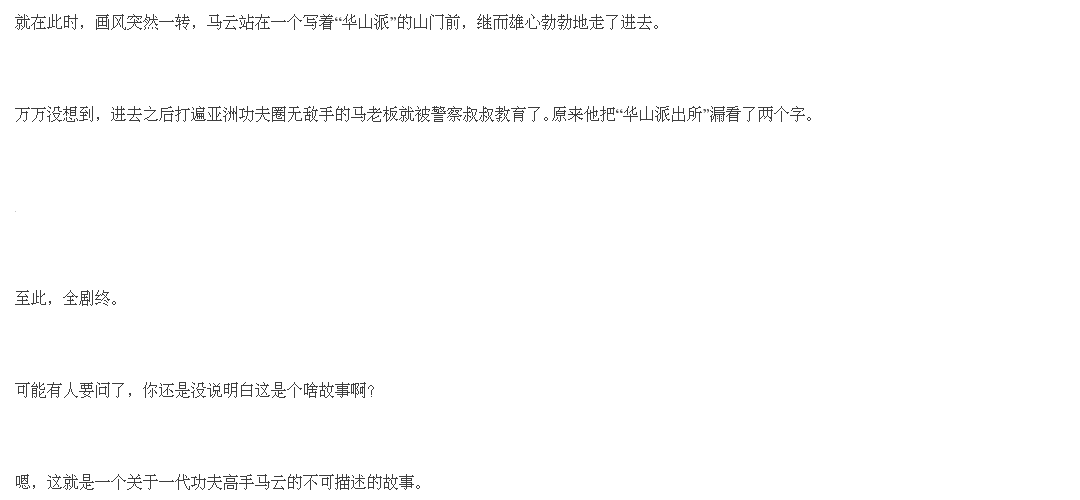 就在此时，画风突然一转，马云站在一个写着“华山派”的山门前，继而雄心勃勃地走了进去。
万万没想到，进去之后打遍亚洲功夫圈无敌手的马老板就被警察叔叔教育了。原来他把“华山派出所”漏看了两个字。
至此，全剧终。
可能有人要问了，你还是没说明白这是个啥故事啊？
嗯，这就是一个关于一代功夫高手马云的不可描述的故事。